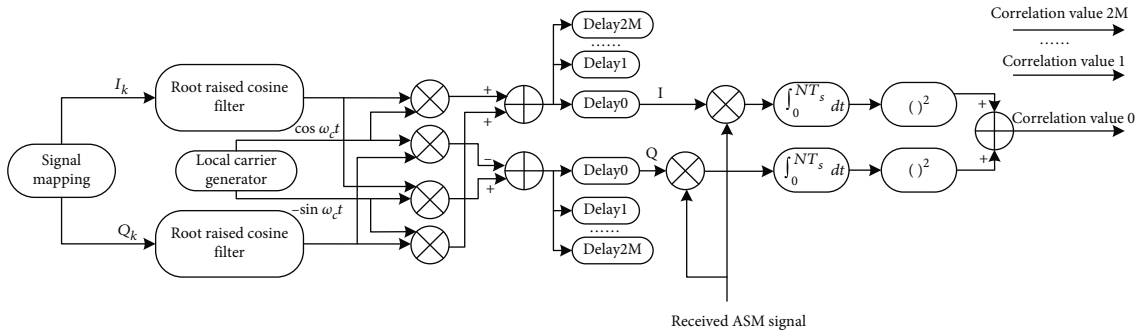 Signal
mapping
I_k
Q_k
Root raised cosine
filter
cos ω_c t
Local carrier
generator
−sin ω_c t
Root raised cosine
filter
+
+
−
+
Delay2M
......
Delay1
Delay0
Delay0
Delay1
......
Delay2M
I
Q
∫_0^{NT_s} dt
( )^2
∫_0^{NT_s} dt
( )^2
+
+
Correlation value 2M
......
Correlation value 1
Correlation value 0
Received ASM signal